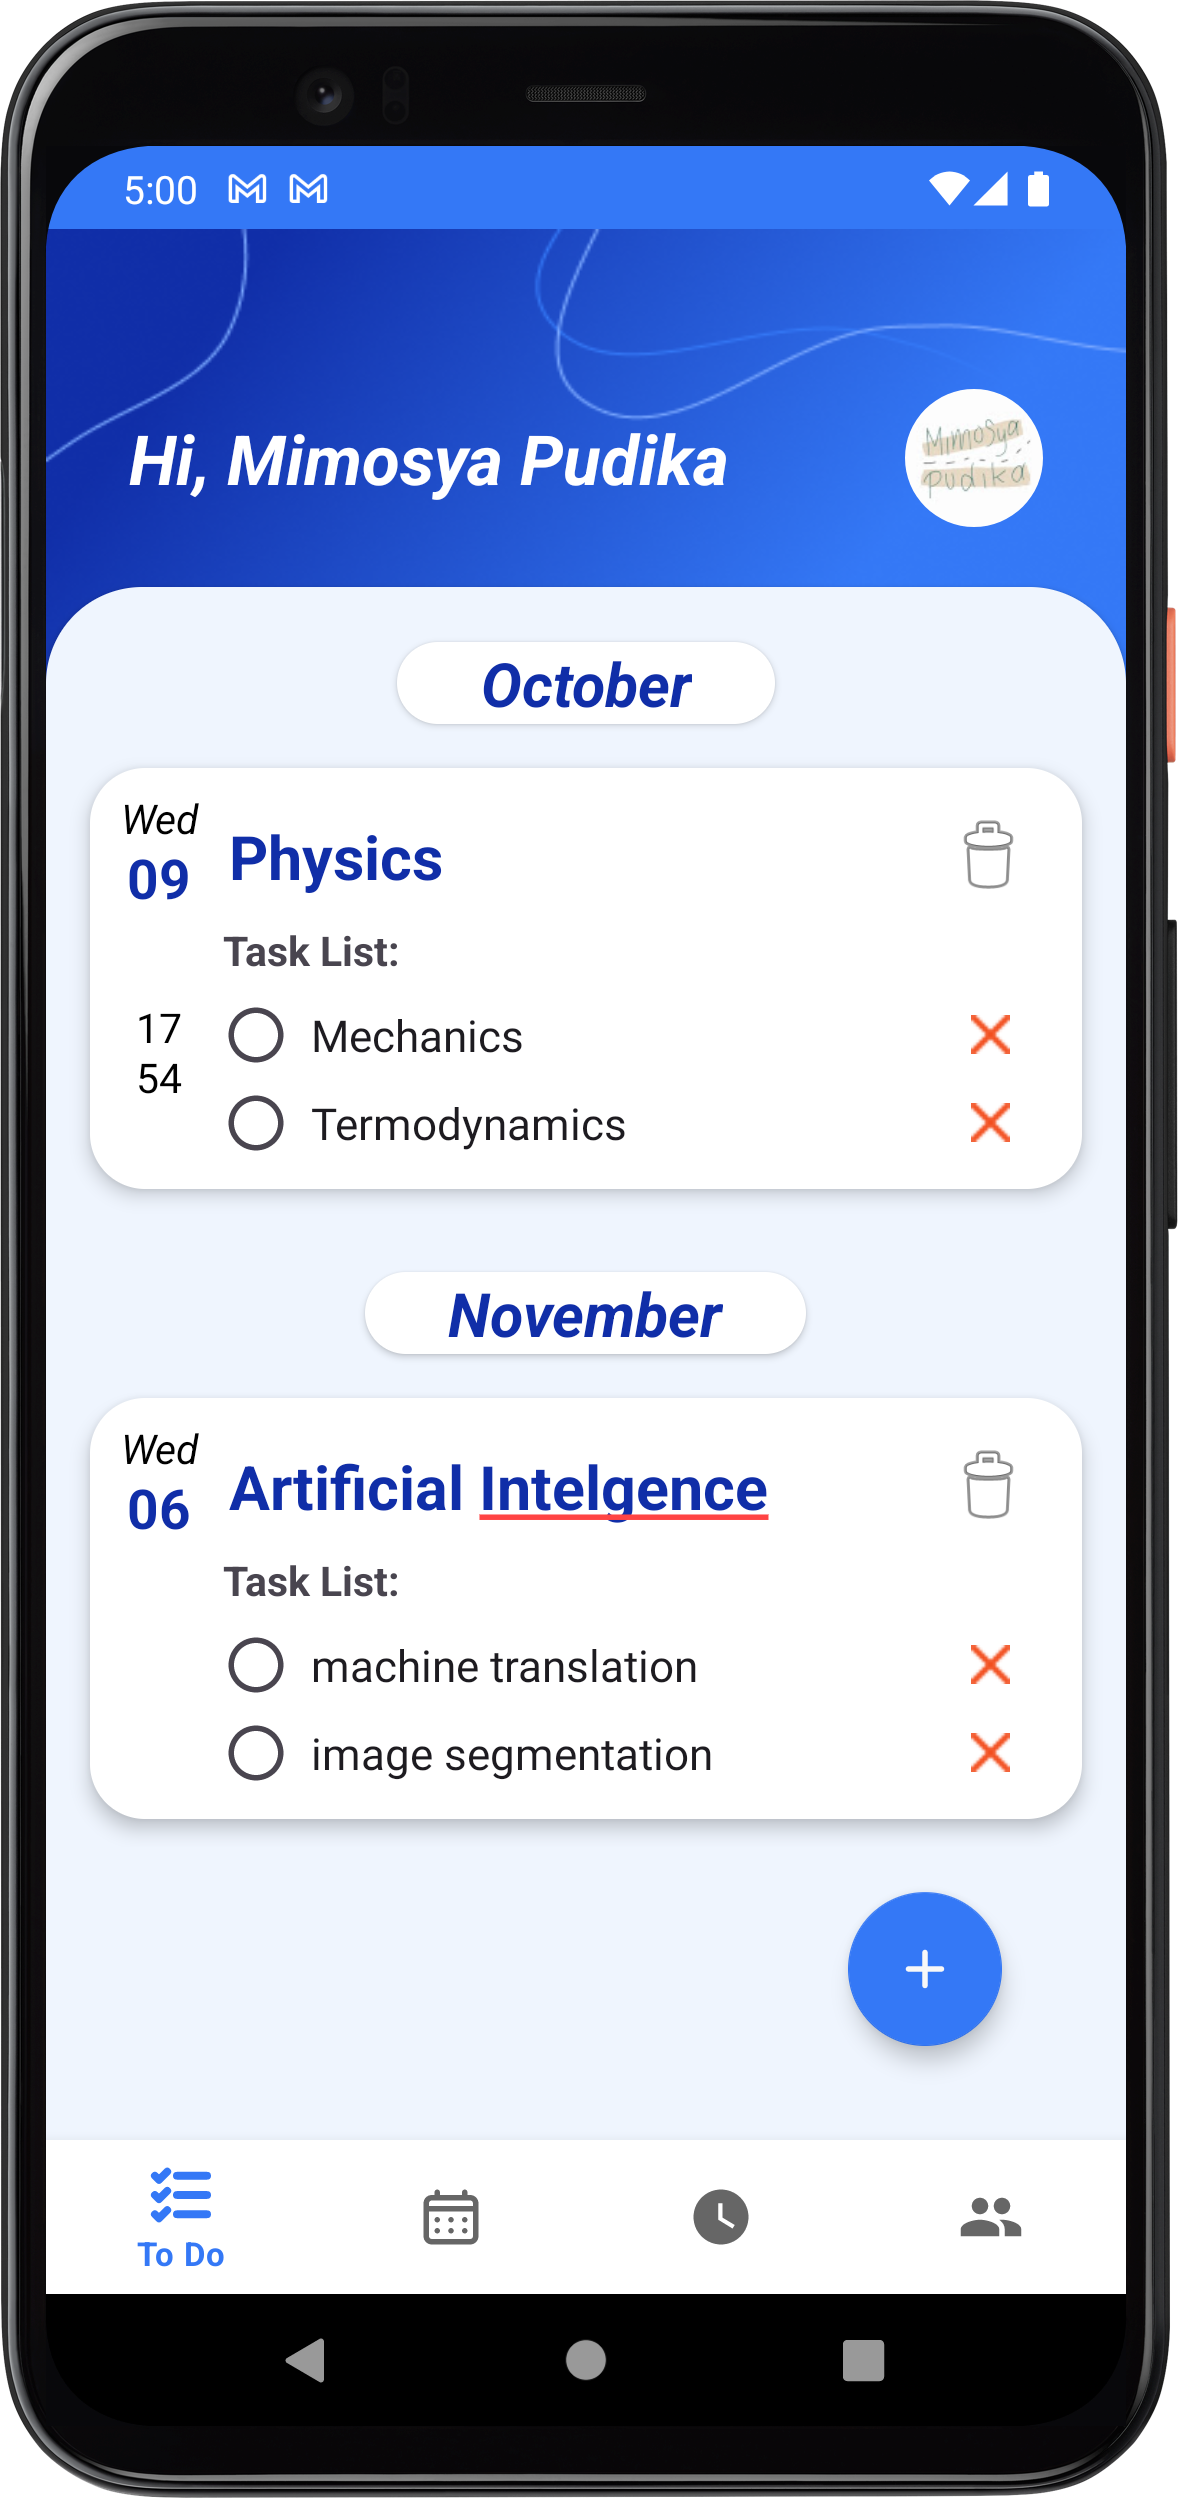 5:00
Hi, Mimosya Pudika
Mimosya
Pudika
October
Wed
09
Physics
Task List:
17
54
Mechanics
Termodynamics
November
Wed
06
Artificial Intelgence
Task List:
machine translation
image segmentation
To Do